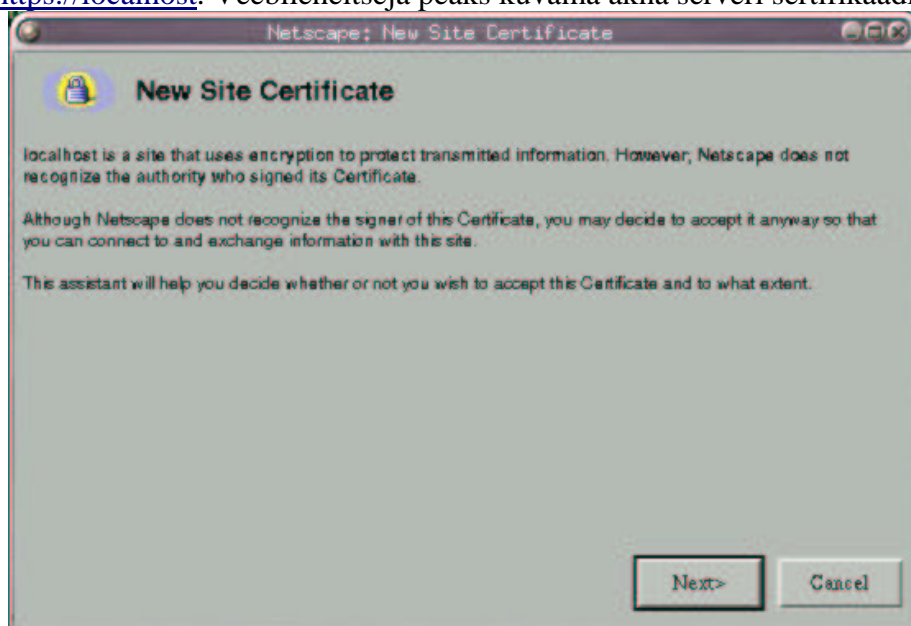 https://localhost. Veebilehitseja peaks kuvama akna serveri sertifikaadi
Netscape: New Site Certificate
New Site Certificate
localhost is a site that uses encryption to protect transmitted information. However, Netscape does not
recognize the authority who signed its Certificate.
Although Netscape does not recognize the signer of this Certificate, you may decide to accept it anyway so that
you can connect to and exchange information with this site.
This assistant will help you decide whether or not you wish to accept this Certificate and to what extent.
Next>
Cancel